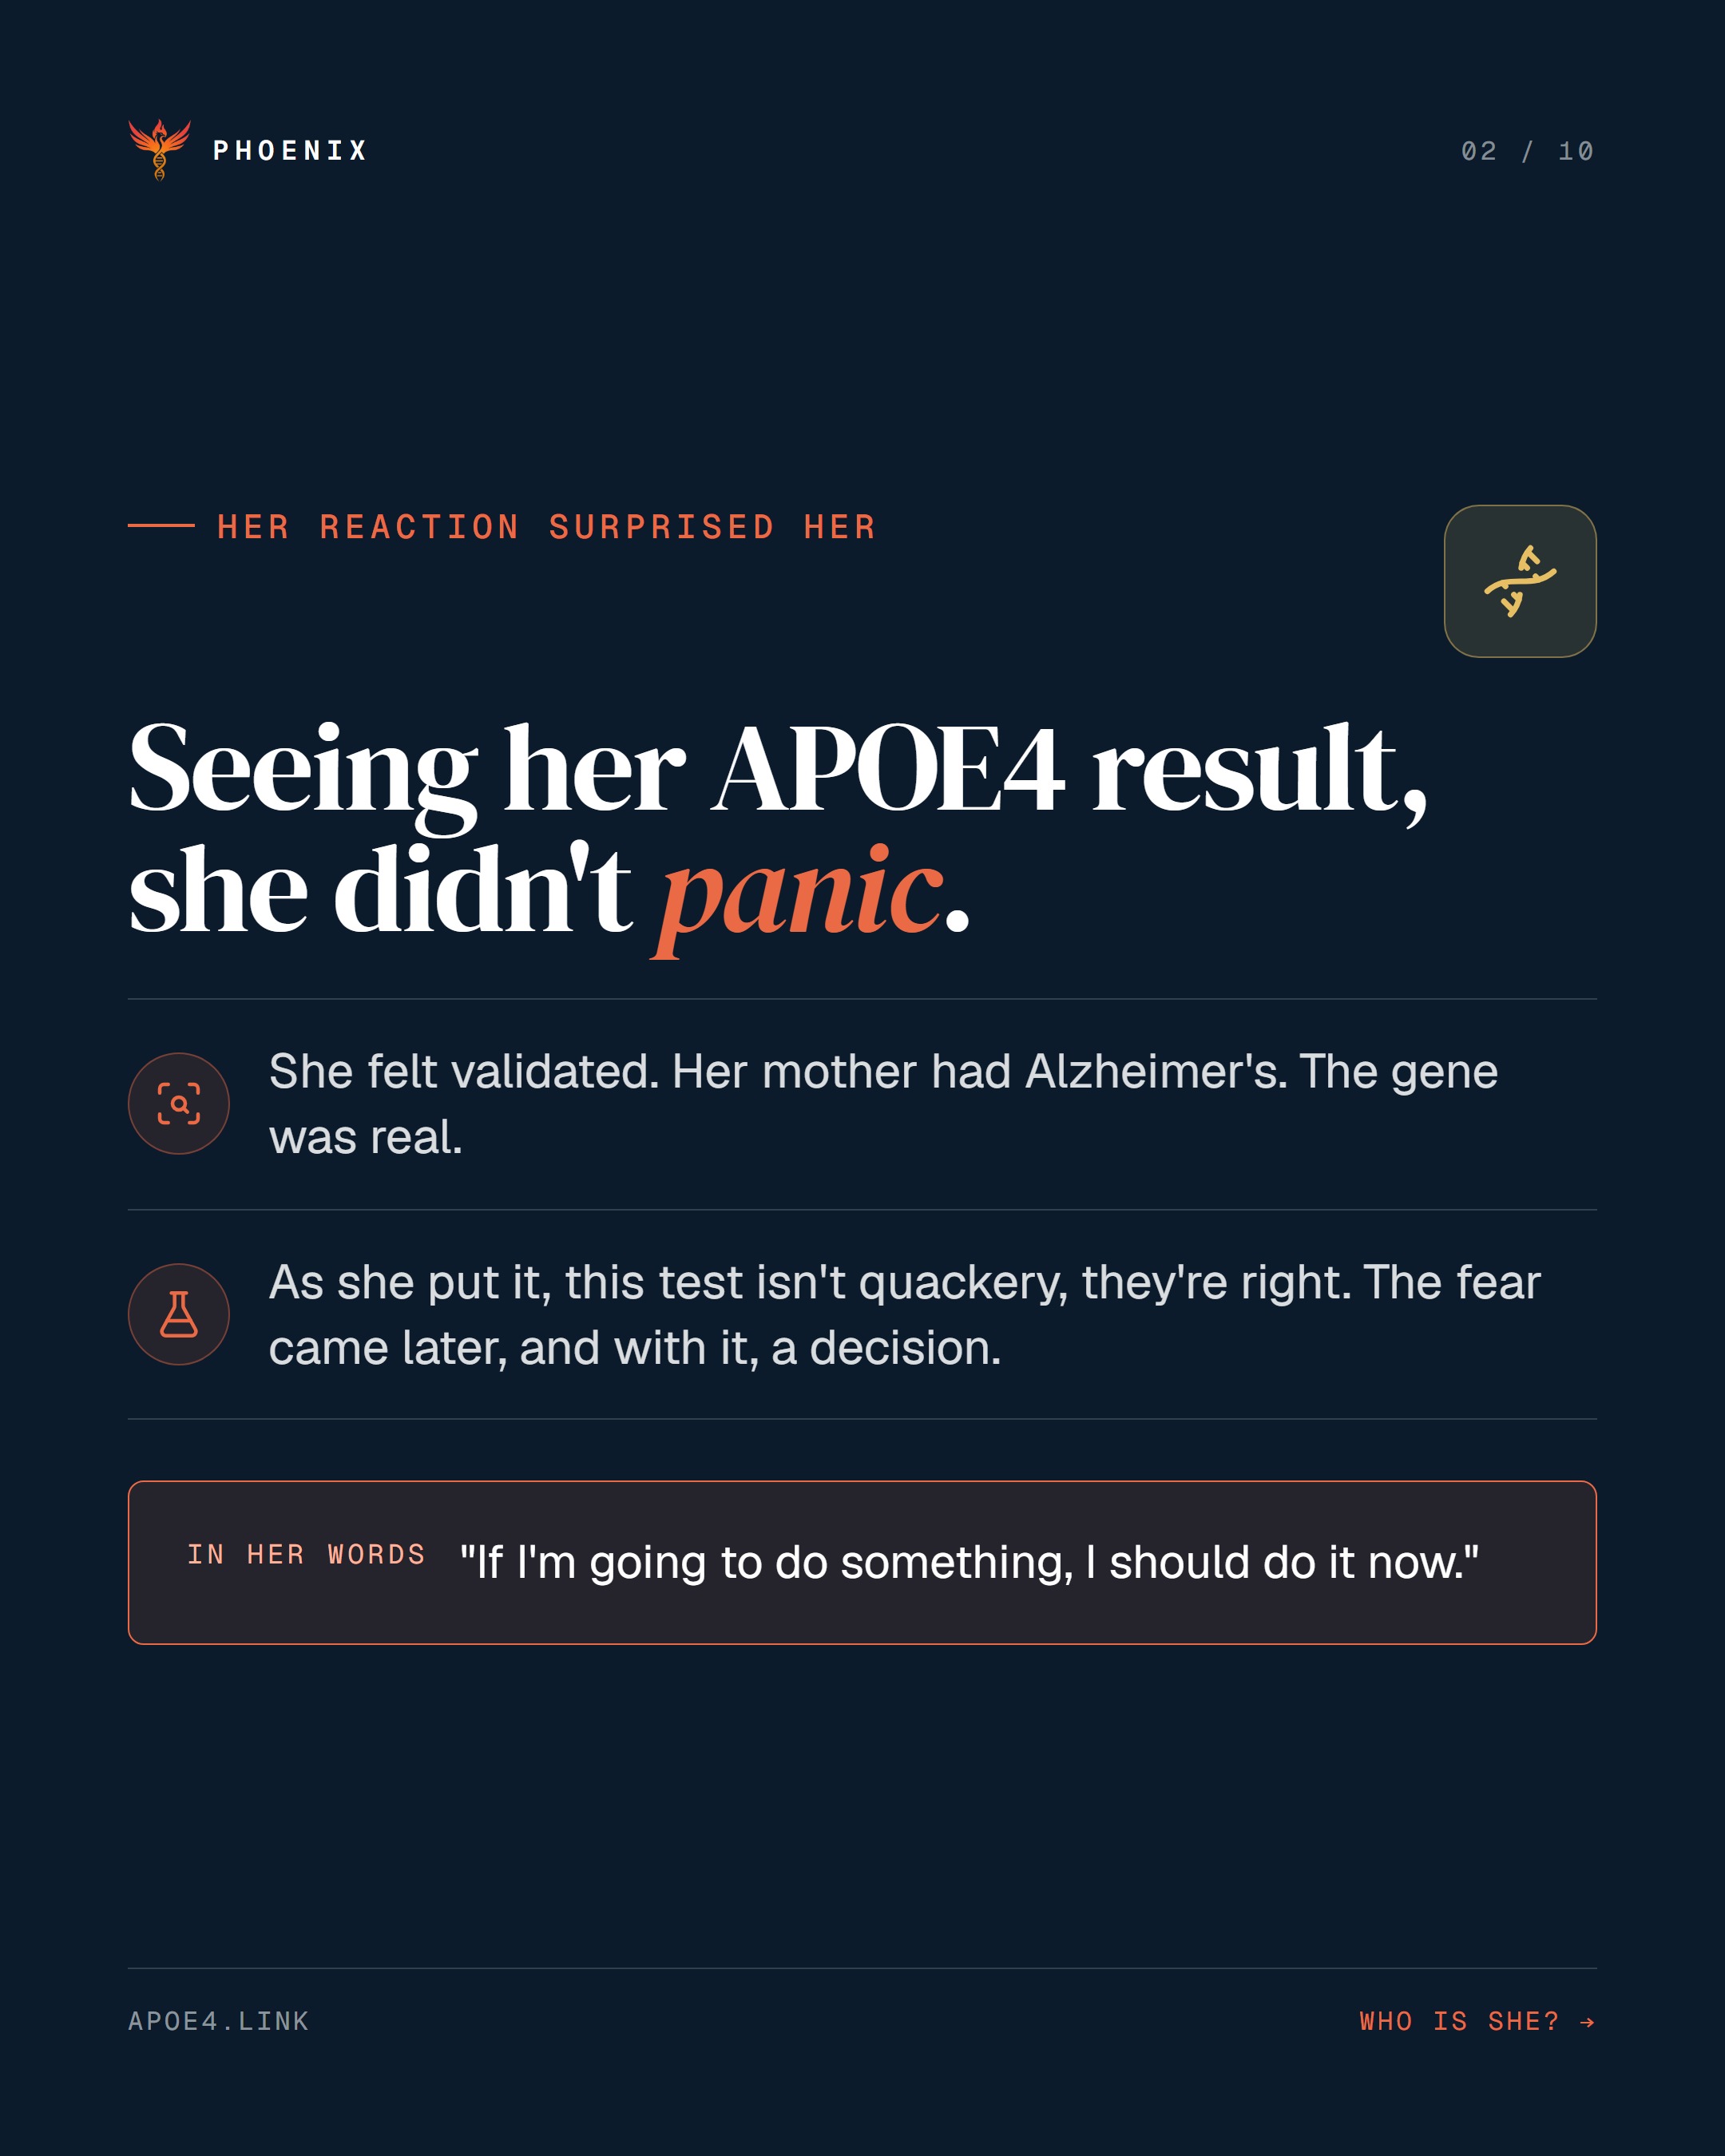 PHOENIX
02 / 10
HER REACTION SURPRISED HER
Seeing her APOE4 result,
she didn't panic.
She felt validated. Her mother had Alzheimer's. The gene
was real.
As she put it, this test isn't quackery, they're right. The fear
came later, and with it, a decision.
IN HER WORDS "If I'm going to do something, I should do it now."
APOE4.LINK
WHO IS SHE? →